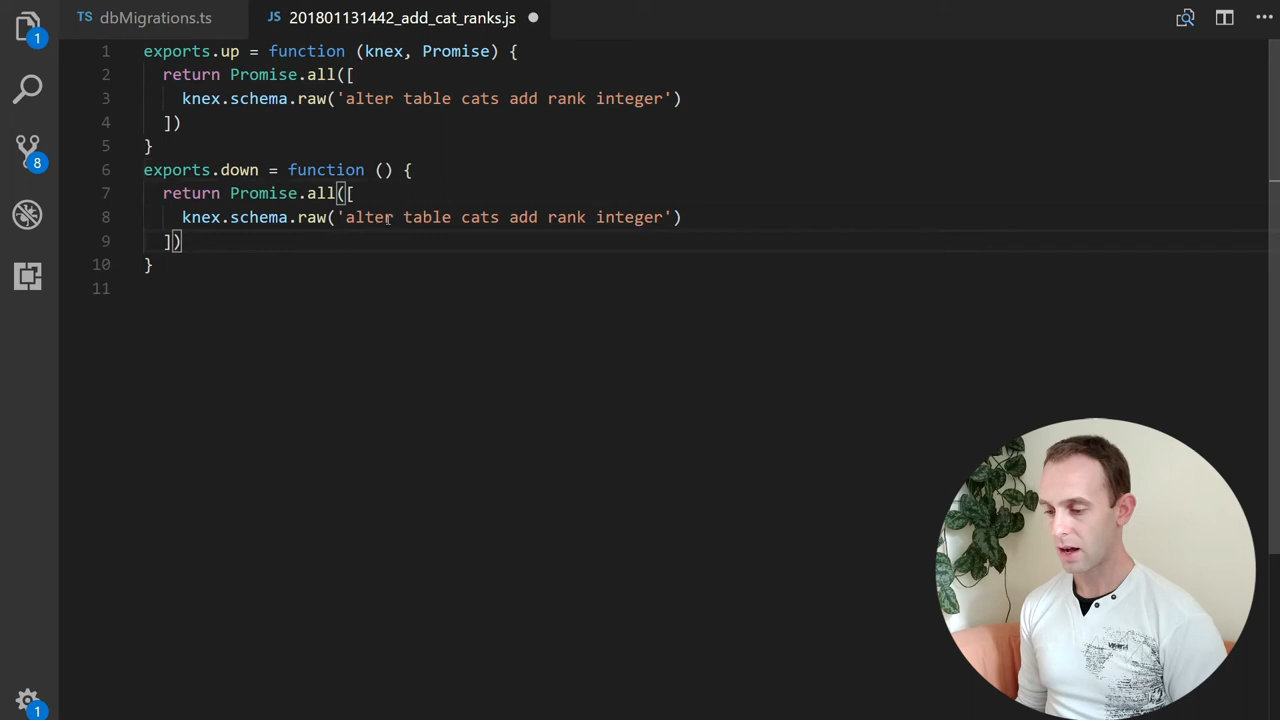 1
8
1
dbMigrations.ts
TS
JS
201801131442_add_cat_ranks.js
1 exports.up = function (knex, Promise) {
2 return Promise.all([
3 knex.schema.raw('alter table cats add rank integer')
4 ])
5 }
6 exports.down = function () {
7 return Promise.all([
8 knex.schema.raw('alter table cats add rank integer')
9 ])
10 }
11